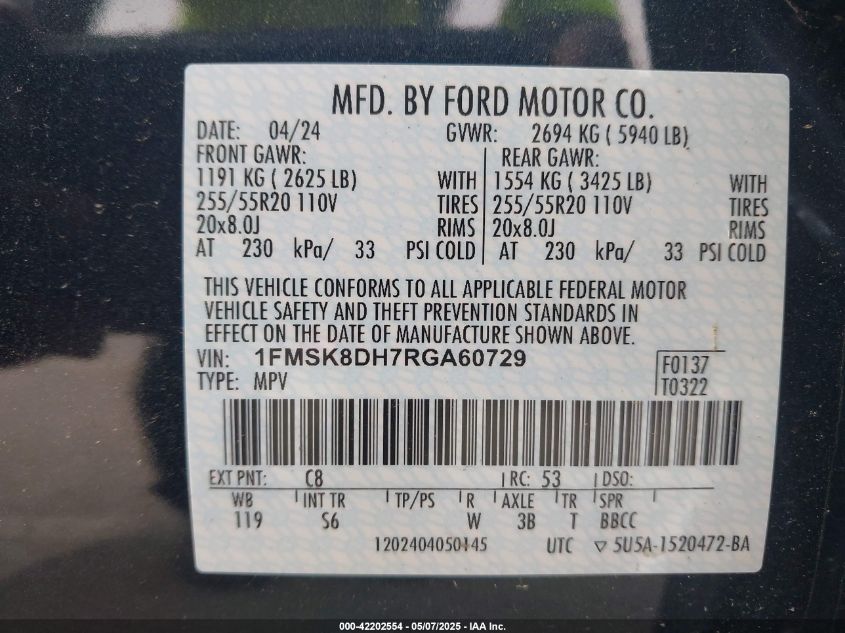 MFD. BY FORD MOTOR CO.
DATE: 04/24 GVWR: 2694 KG ( 5940 LB)
FRONT GAWR: REAR GAWR:
1191 KG ( 2625 LB) WITH 1554 KG ( 3425 LB) WITH
255/55R20 110V TIRES 255/55R20 110V TIRES
20x8.0J RIMS 20x8.0J RIMS
AT 230 kPa/ 33 PSI COLD AT 230 kPa/ 33 PSI COLD
THIS VEHICLE CONFORMS TO ALL APPLICABLE FEDERAL MOTOR
VEHICLE SAFETY AND THEFT PREVENTION STANDARDS IN
EFFECT ON THE DATE OF MANUFACTURE SHOWN ABOVE.
VIN: 1FMSK8DH7RGA60729 F0137
TYPE: MPV T0322
EXT PNT: C8 RC: 53 DSO:
WB INT TR TP/PS R AXLE TR SPR
119 S6 W 3B T BBCC
1202404050145 UTC ▽ 5U5A-1520472-BA
000-42202554 - 05/07/2025 - IAA Inc.